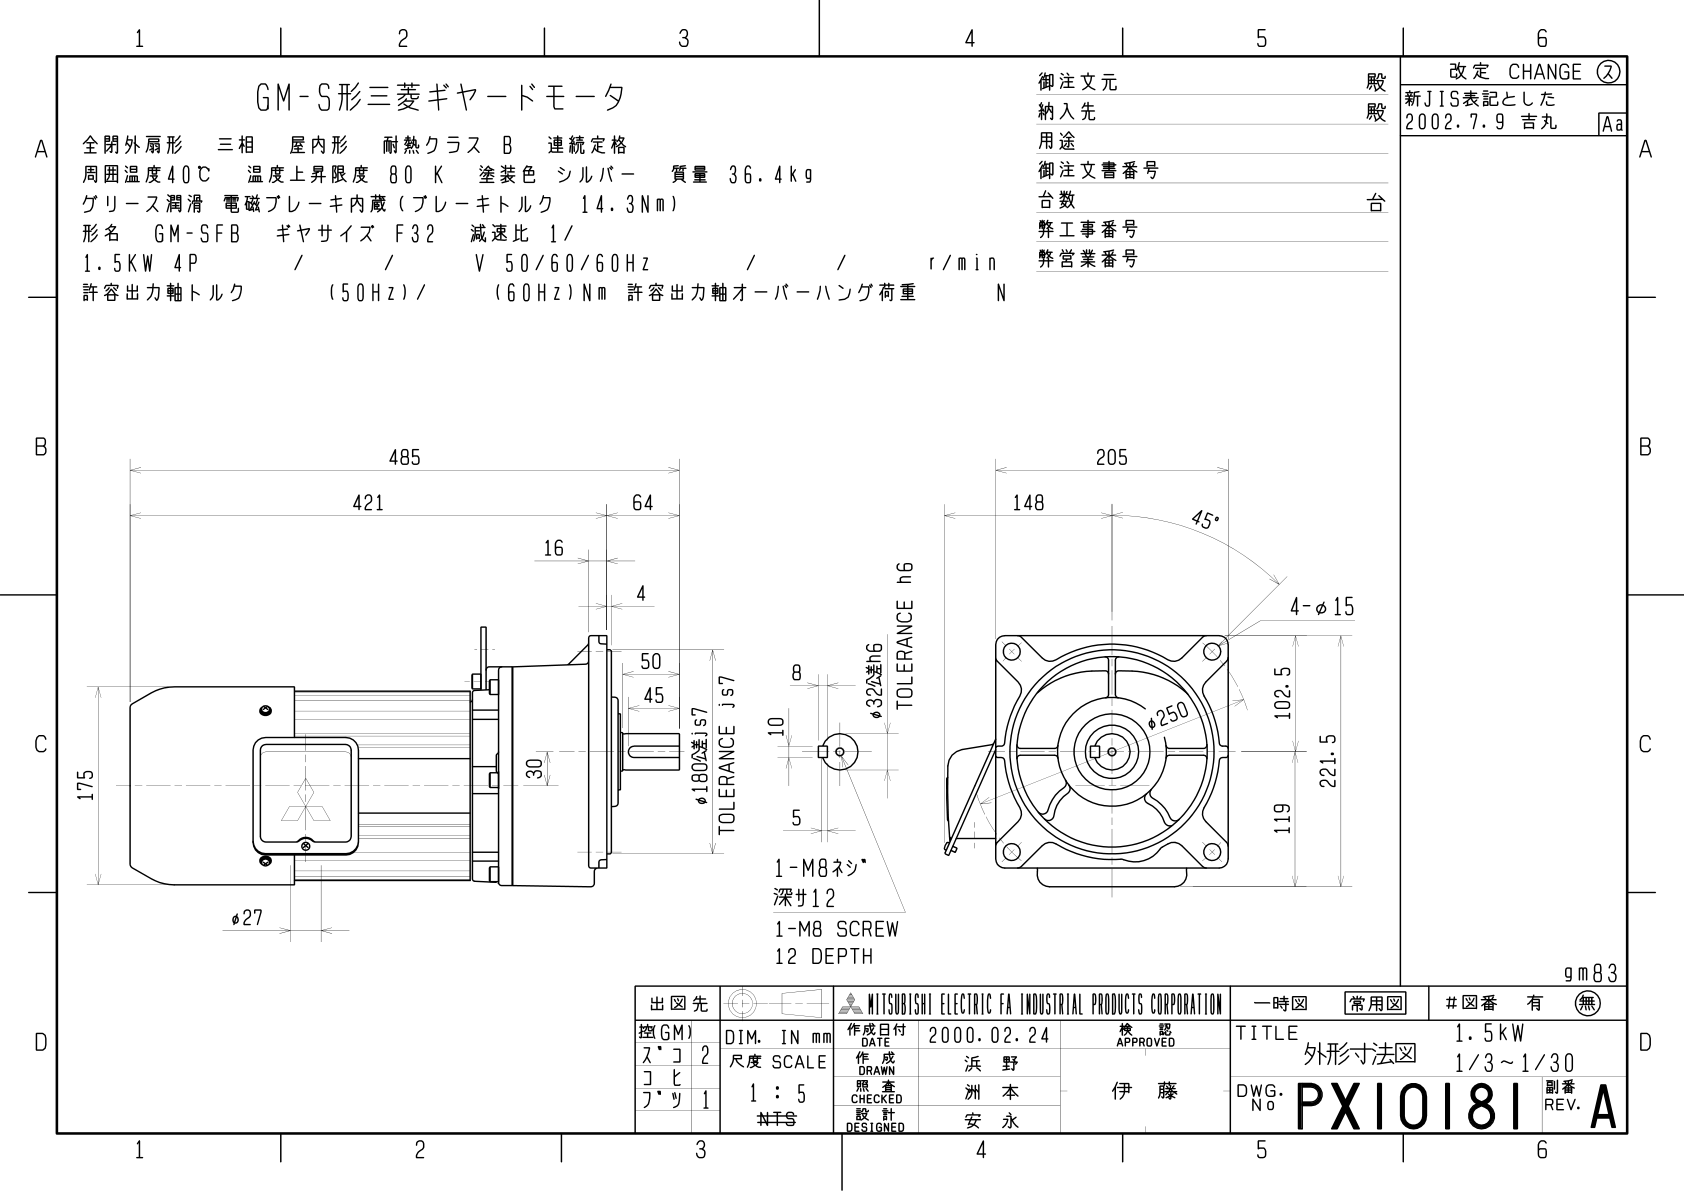 1 2 3 4 5 6
A
B
C
D
GM-S形三菱ギヤードモータ
全閉外扇形 三相 屋内形 耐熱クラス B 連続定格
周囲温度40℃ 温度上昇限度 80 K 塗装色 シルバー 質量 36.4kg
グリース潤滑 電磁ブレーキ内蔵(ブレーキトルク 14.3Nm)
形名 GM-SFB ギヤサイズ F32 減速比 1/
1.5KW 4P / / V 50/60/60Hz / / r/min
許容出力軸トルク (50Hz)/ (60Hz)Nm 許容出力軸オーバーハング荷重 N
御注文元 殿
納入先 殿
用途
御注文書番号
台数 台
弊工事番号
弊営業番号
改定 CHANGE ス
新JIS表記とした
2002.7.9 吉丸 Aa
A
B
C
D
485
421
64
16
4
50
45
175
30
φ27
φ180公差js7
TOLERANCE js7
8
10
5
φ32公差h6
TOLERANCE h6
1-M8ネジ
深サ12
1-M8 SCREW
12 DEPTH
205
148
45°
4-φ15
φ250
102.5
119
221.5
gm83
出図先
控(GM)
ズコ 2
コヒ
ブツ 1
DIM. IN mm
尺度 SCALE
1 : 5
NTS
MITSUBISHI ELECTRIC FA INDUSTRIAL PRODUCTS CORPORATION
作成日付 DATE 2000.02.24
作成 DRAWN 浜野
照査 CHECKED 洲本
設計 DESIGNED 安永
検認 APPROVED
伊藤
一時図 常用図 #図番 有 無
TITLE
外形寸法図
1.5kW
1/3~1/30
DWG. No PX10181
副番 REV. A
1 2 3 4 5 6